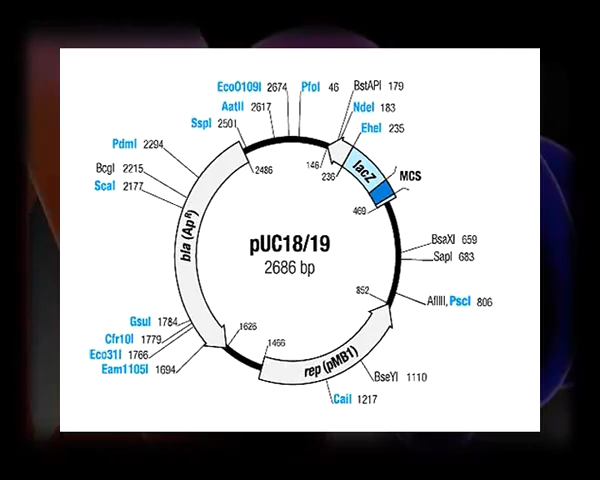 EcoO109I 2674
PfoI 46
BstAPI 179
AatII 2617
NdeI 183
SspI 2501
EheI 235
PdmI 2294
BcgI 2215
ScaI 2177
2486
146
236
lacZ
MCS
469
bla (ApR)
pUC18/19
2686 bp
BsaXI 659
SapI 683
852
AflIII, PscI 806
GsuI 1784
Cfr10I 1779
Eco31I 1766
Eam1105I 1694
1626
1466
rep (pMB1)
BseYI 1110
CaiI 1217